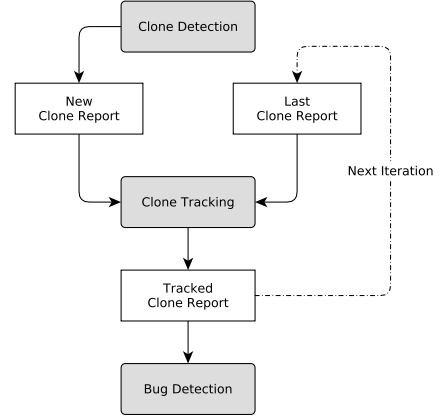 Clone Detection
New
Clone Report
Last
Clone Report
Next Iteration
Clone Tracking
Tracked
Clone Report
Bug Detection